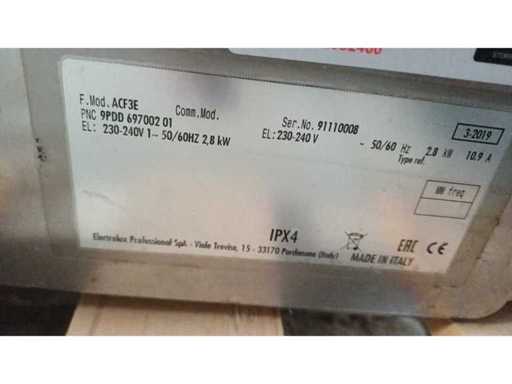 F.Mod. ACF3E Comm.Mod.
PNC 9PDD 697002 01 Ser.No. 91110008 3-2019
EL: 230-240V 1~ 50/60HZ 2,8 kW EL: 230-240 V ~ 50/60 Hz 2.8 kW 10.9 A
Type ref.
MW freq
IPX4
EAC CE
Electrolux Professional SpA - Viale Treviso, 15 - 33170 Pordenone (Italy) MADE IN ITALY